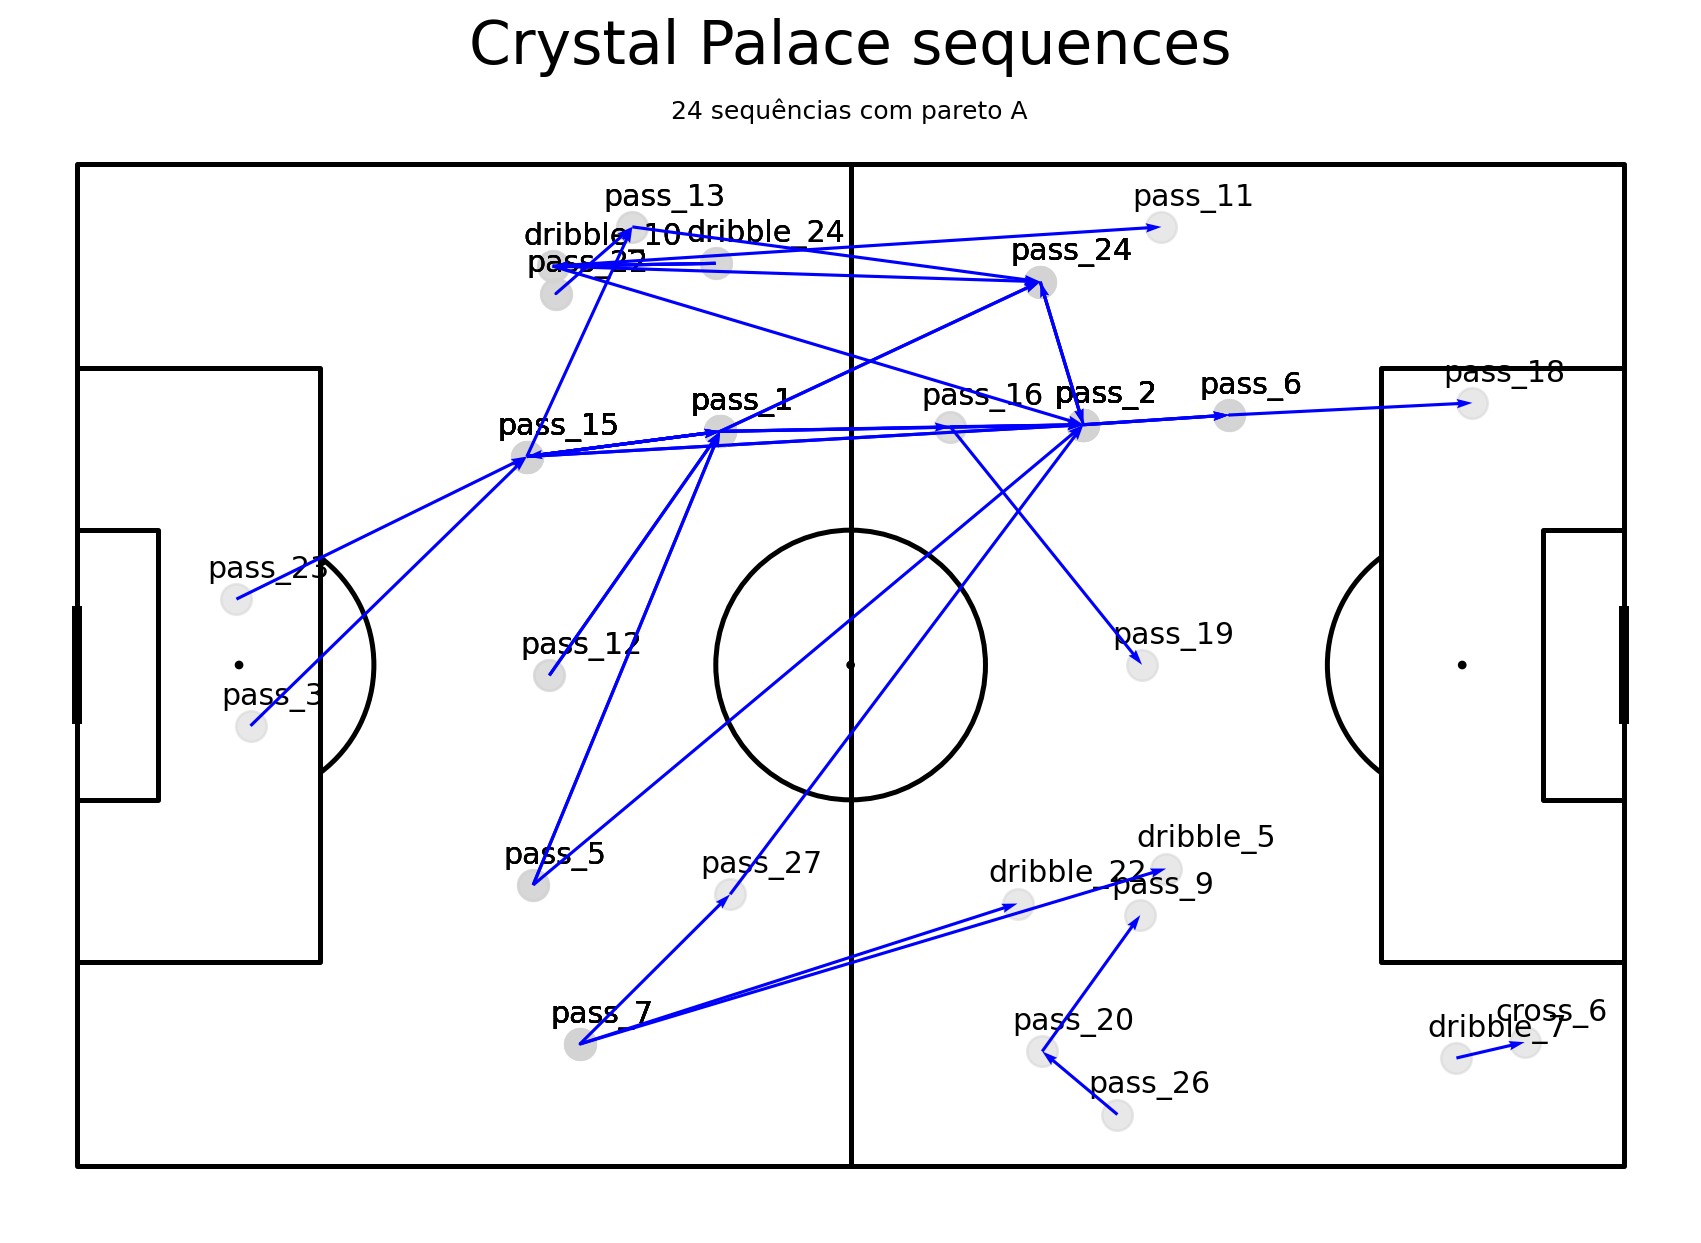 Crystal Palace sequences
24 sequências com pareto A
pass_13
pass_11
dribble_10
dribble_24
pass_24
pass_18
pass_1
pass_16
pass_2
pass_6
pass_15
pass_23
pass_12
pass_19
pass_3
dribble_5
pass_5
pass_27
dribble_22
pass_9
pass_7
pass_20
cross_6
dribble_7
pass_26